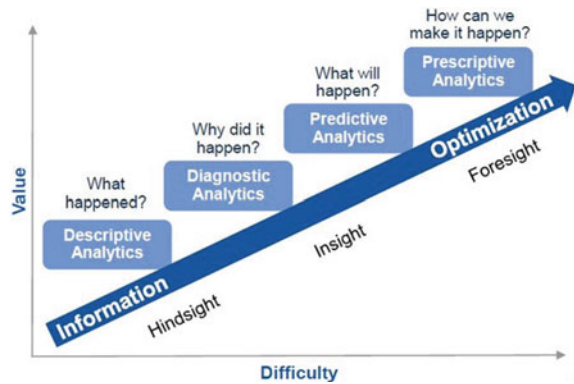 How can we
make it happen?
Prescriptive
Analytics
What will
happen?
Predictive
Analytics
Why did it
happen?
Diagnostic
Analytics
What
happened?
Descriptive
Analytics
Value
Information
Optimization
Hindsight
Insight
Foresight
Difficulty